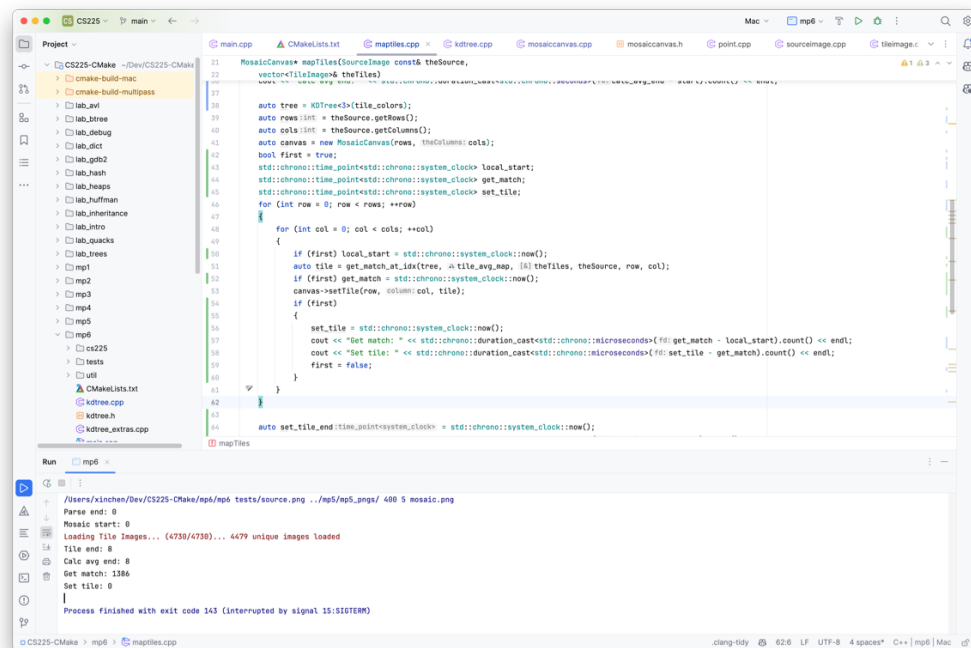 CS CS225 main Mac mp6
Project
main.cpp CMakeLists.txt maptiles.cpp kdtree.cpp mosaiccanvas.cpp mosaiccanvas.h point.cpp sourceimage.cpp tileimage.c
CS225-CMake ~/Dev/CS225-CMake
cmake-build-mac
cmake-build-multipass
lab_avl
lab_btree
lab_debug
lab_dict
lab_gdb2
lab_hash
lab_heaps
lab_huffman
lab_inheritance
lab_intro
lab_quacks
lab_trees
mp1
mp2
mp3
mp4
mp5
mp6
cs225
tests
util
CMakeLists.txt
kdtree.cpp
kdtree.h
kdtree_extras.cpp
main.cpp
21 MosaicCanvas* mapTiles(SourceImage const& theSource,
1 3
22 vector<TileImage>& theTiles)
37
38 auto tree = KDTree<3>(tile_colors);
39 auto rows:int = theSource.getRows();
40 auto cols:int = theSource.getColumns();
41 auto canvas = new MosaicCanvas(rows, theColumns:cols);
42 bool first = true;
43 std::chrono::time_point<std::chrono::system_clock> local_start;
44 std::chrono::time_point<std::chrono::system_clock> get_match;
45 std::chrono::time_point<std::chrono::system_clock> set_tile;
46 for (int row = 0; row < rows; ++row)
47 {
48 for (int col = 0; col < cols; ++col)
49 {
50 if (first) local_start = std::chrono::system_clock::now();
51 auto tile = get_match_at_idx(tree, tile_avg_map, [&]theTiles, theSource, row, col);
52 if (first) get_match = std::chrono::system_clock::now();
53 canvas->setTile(row, column:col, tile);
54 if (first)
55 {
56 set_tile = std::chrono::system_clock::now();
57 cout << "Get match: " << std::chrono::duration_cast<std::chrono::microseconds>(fd:get_match - local_start).count() << endl;
58 cout << "Set tile: " << std::chrono::duration_cast<std::chrono::microseconds>(fd:set_tile - get_match).count() << endl;
59 first = false;
60 }
61 }
62 }
63
64 auto set_tile_end:time_point<system_clock> = std::chrono::system_clock::now();
mapTiles
Run mp6
/Users/xinchen/Dev/CS225-CMake/mp6/mp6 tests/source.png ../mp5/mp5_pngs/ 400 5 mosaic.png
Parse end: 0
Mosaic start: 0
Loading Tile Images... (4730/4730)... 4479 unique images loaded
Tile end: 8
Calc avg end: 8
Get match: 1386
Set tile: 0
Process finished with exit code 143 (interrupted by signal 15:SIGTERM)
CS225-CMake > mp6 > maptiles.cpp .clang-tidy 62:6 LF UTF-8 4 spaces* C++ | mp6 | Mac